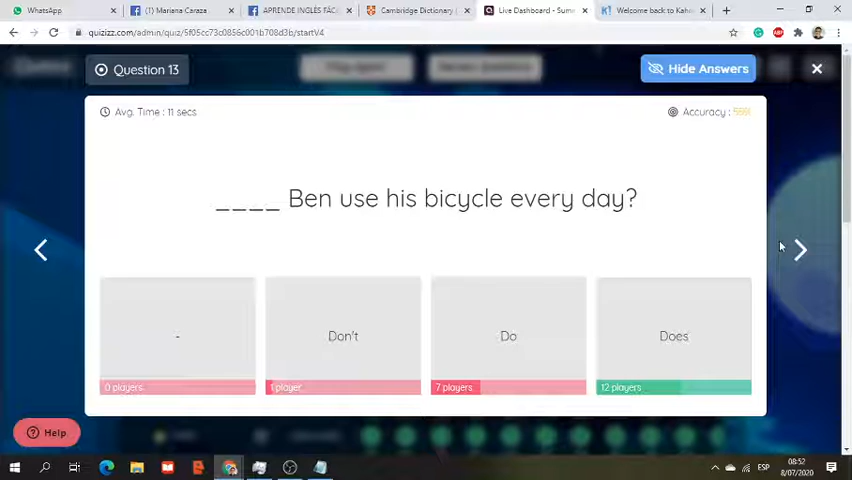 WhatsApp
(1) Mariana Caraza
APRENDE INGLÉS FÁC
Cambridge Dictionary |
Live Dashboard - Summ
Welcome back to Kaho
quizizz.com/admin/quiz/5f05cc73c0856c001b708d3b/startV4
Question 13
Hide Answers
Avg. Time : 11 secs
Accuracy :
____ Ben use his bicycle every day?
-
Don't
Do
Does
0 players
1 player
7 players
12 players
Help
ESP
08:52
8/07/2020